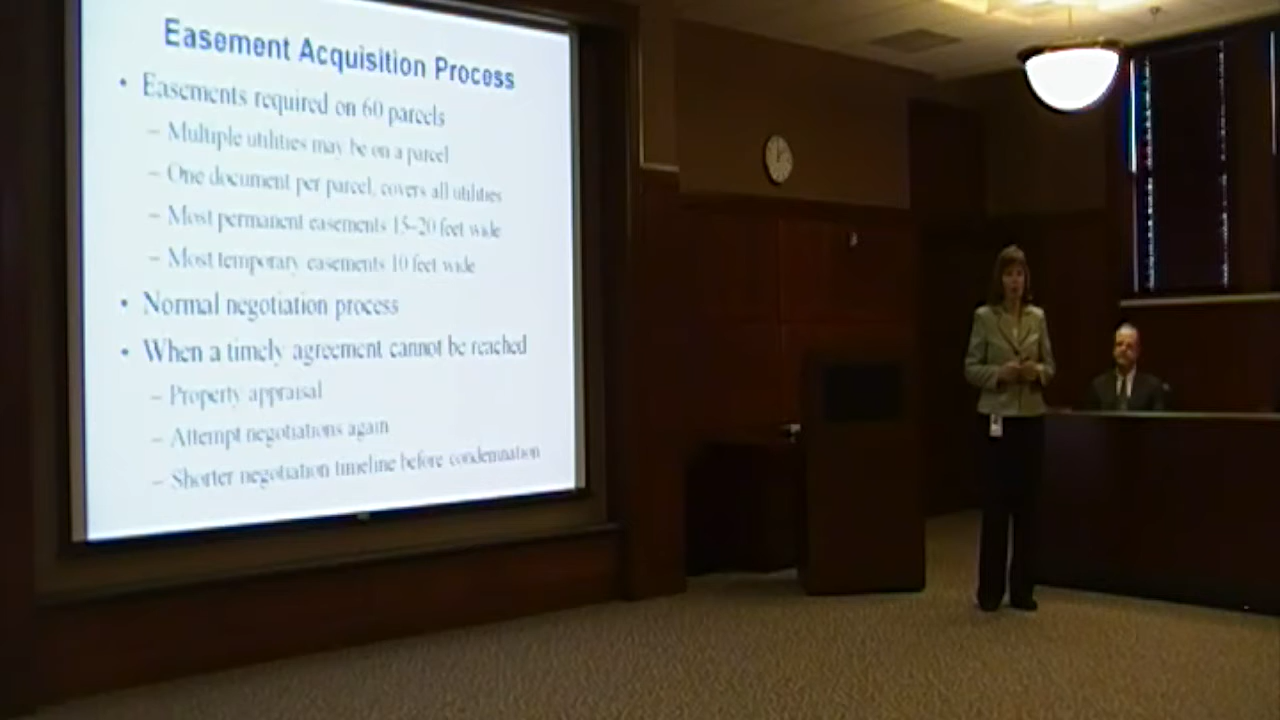 Easement Acquisition Process
• Easements required on 60 parcels
– Multiple utilities may be on a parcel
– One document per parcel, covers all utilities
– Most permanent easements 15–20 feet wide
– Most temporary easements 10 feet wide
• Normal negotiation process
• When a timely agreement cannot be reached
– Property appraisal
– Attempt negotiations again
– Shorter negotiation timeline before condemnation